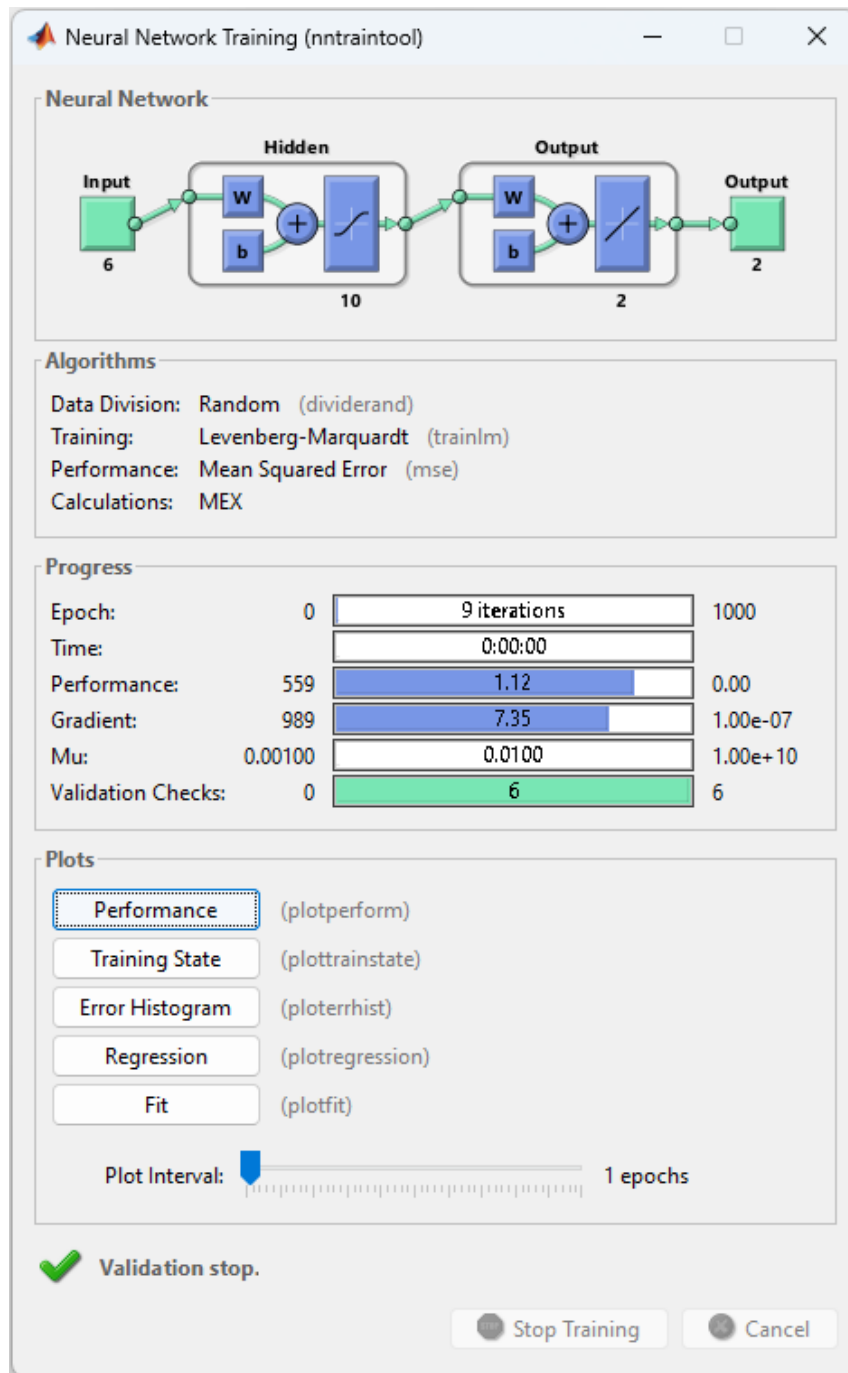 Neural Network Training (nntraintool)
Neural Network
Hidden
Output
Input
Output
W
W
b
b
6
2
10
2
Algorithms
Data Division: Random (dividerand)
Training: Levenberg-Marquardt (trainlm)
Performance: Mean Squared Error (mse)
Calculations: MEX
Progress
Epoch: 0 9 iterations 1000
Time: 0:00:00
Performance: 559 1.12 0.00
Gradient: 989 7.35 1.00e-07
Mu: 0.00100 0.0100 1.00e+10
Validation Checks: 0 6 6
Plots
Performance (plotperform)
Training State (plottrainstate)
Error Histogram (ploterrhist)
Regression (plotregression)
Fit (plotfit)
Plot Interval: 1 epochs
Validation stop.
Stop Training Cancel